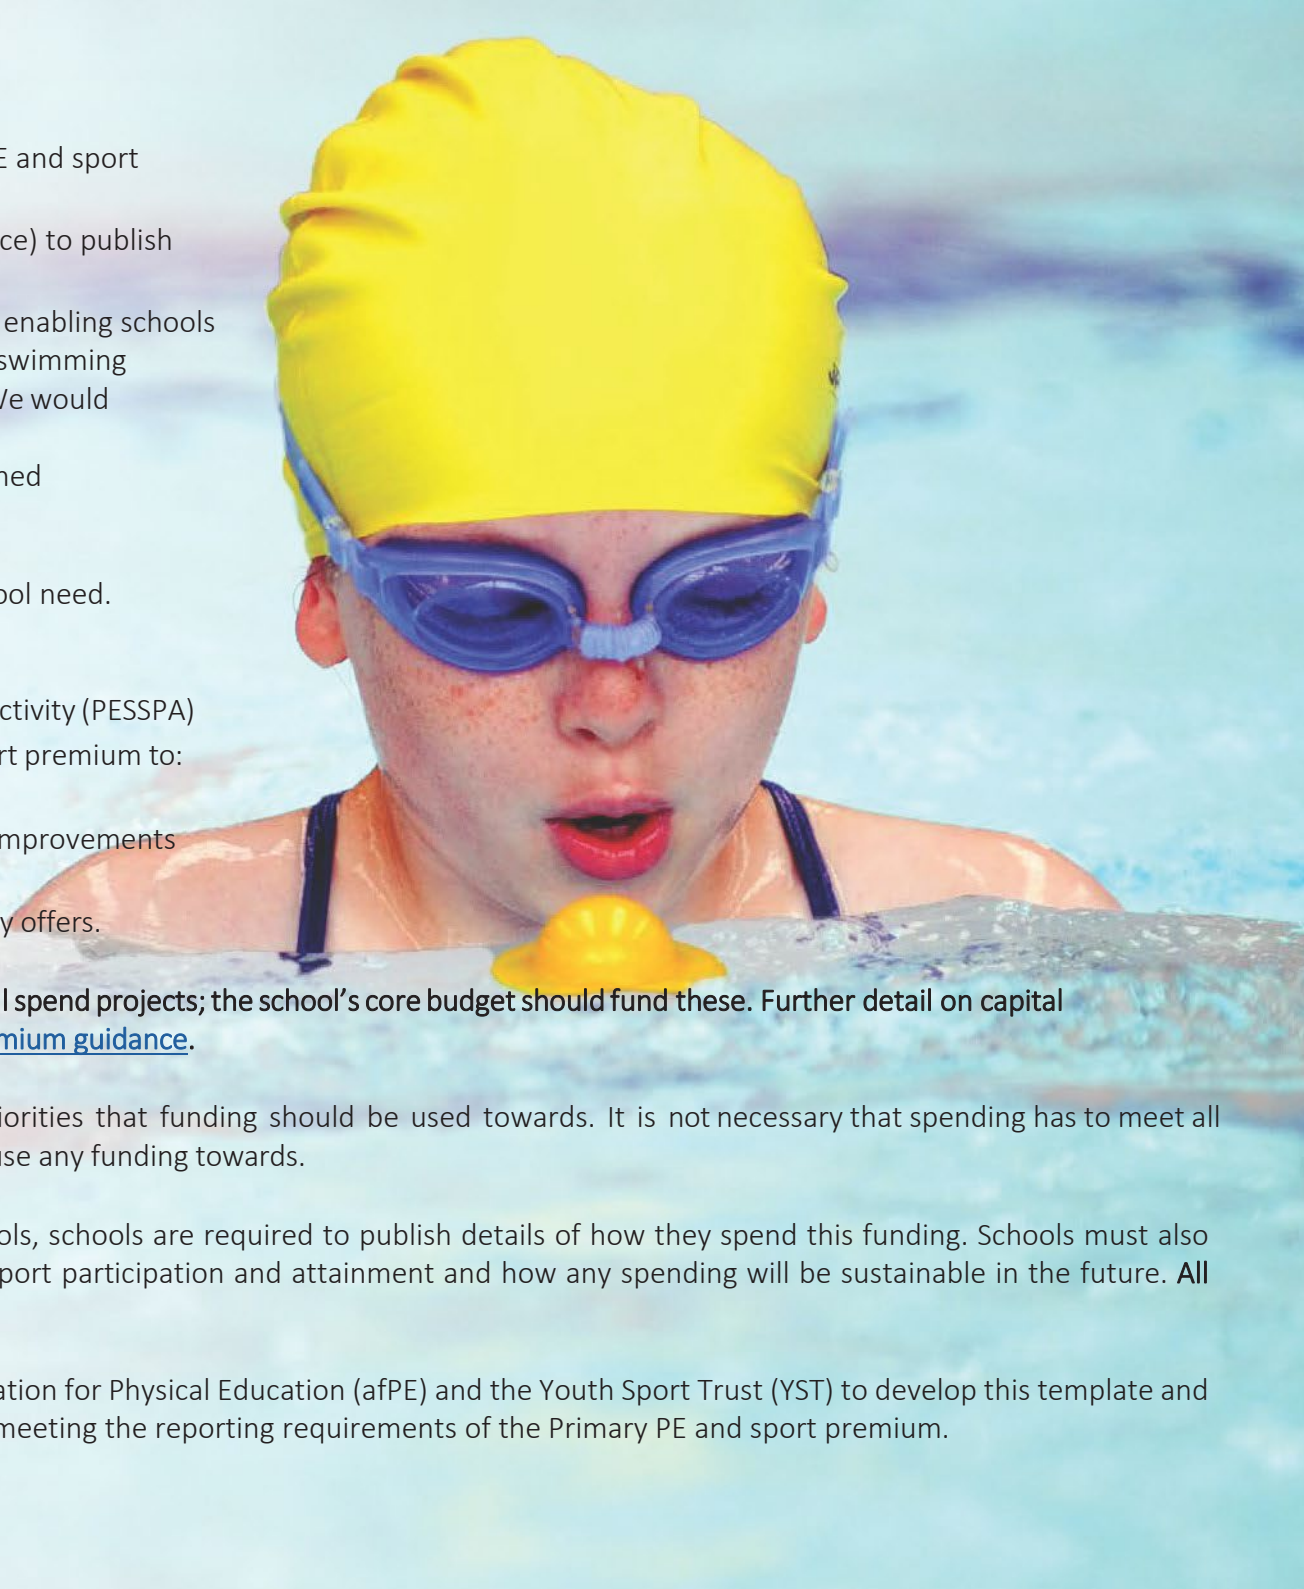 E and sport
ce) to publish
enabling schools
swimming
We would
ned
ool need.
ctivity (PESSPA)
rt premium to:
mprovements
y offers.
l spend projects; the school’s core budget should fund these. Further detail on capital
mium guidance.
iorities that funding should be used towards. It is not necessary that spending has to meet all
use any funding towards.
ols, schools are required to publish details of how they spend this funding. Schools must also
port participation and attainment and how any spending will be sustainable in the future. All
ation for Physical Education (afPE) and the Youth Sport Trust (YST) to develop this template and
meeting the reporting requirements of the Primary PE and sport premium.